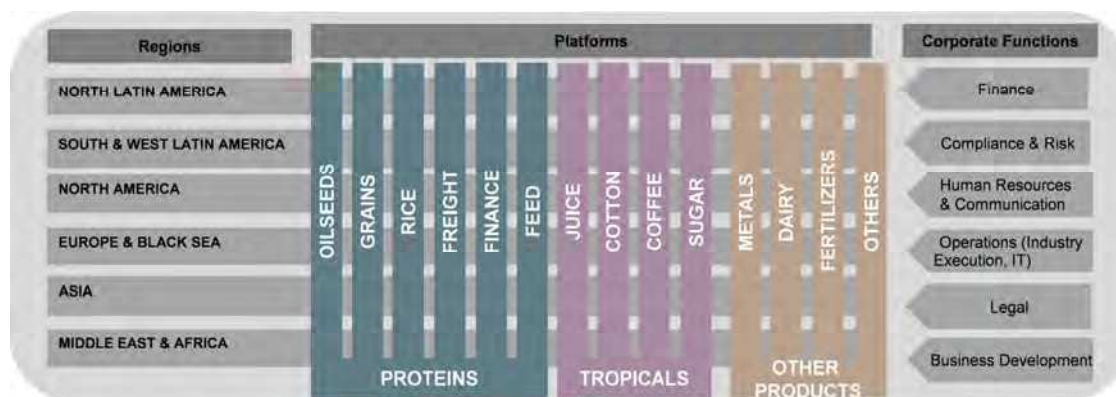 Regions
Platforms
Corporate Functions
NORTH LATIN AMERICA
SOUTH & WEST LATIN AMERICA
NORTH AMERICA
EUROPE & BLACK SEA
ASIA
MIDDLE EAST & AFRICA
OILSEEDS
GRAINS
RICE
FREIGHT
FINANCE
FEED
JUICE
COTTON
COFFEE
SUGAR
METALS
DAIRY
FERTILIZERS
OTHERS
PROTEINS
TROPICALS
OTHER
PRODUCTS
Finance
Compliance & Risk
Human Resources
& Communication
Operations (Industry
Execution, IT)
Legal
Business Development